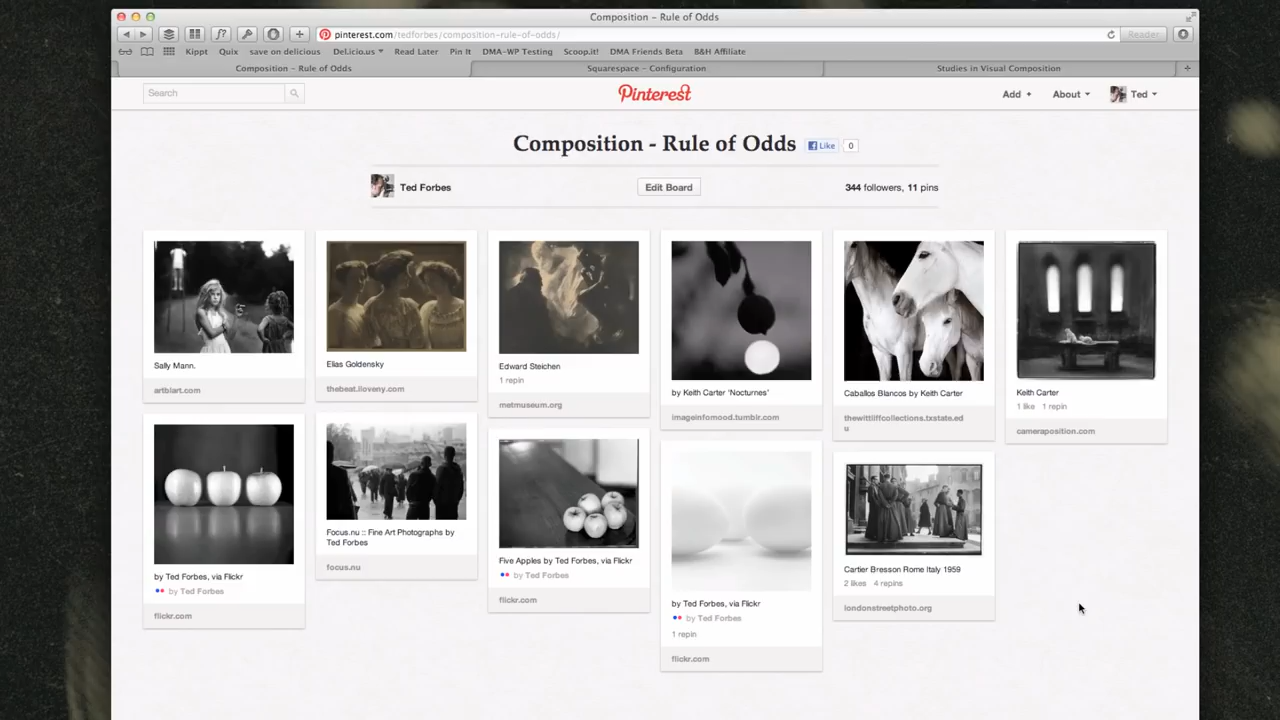 Composition – Rule of Odds
pinterest.com/tedforbes/composition-rule-of-odds/
Reader
Kippt
Quix
save on delicious
Del.icio.us
Read Later
Pin It
DMA-WP Testing
Scoop.it!
DMA Friends Beta
B&H Affiliate
Composition – Rule of Odds
Squarespace – Configuration
Studies in Visual Composition
Search
Pinterest
Add +
About
Ted
Composition - Rule of Odds
Like
0
Ted Forbes
Edit Board
344 followers, 11 pins
Sally Mann.
artblart.com
Elias Goldensky
thebeat.iloveny.com
Edward Steichen
1 repin
metmuseum.org
by Keith Carter 'Nocturnes'
imageinfomood.tumblr.com
Caballos Blancos by Keith Carter
thewittliffcollections.txstate.ed
u
Keith Carter
1 like 1 repin
cameraposition.com
by Ted Forbes, via Flickr
by Ted Forbes
flickr.com
Focus.nu :: Fine Art Photographs by
Ted Forbes
focus.nu
Five Apples by Ted Forbes, via Flickr
by Ted Forbes
flickr.com
by Ted Forbes, via Flickr
by Ted Forbes
1 repin
flickr.com
Cartier Bresson Rome Italy 1959
2 likes 4 repins
londonstreetphoto.org